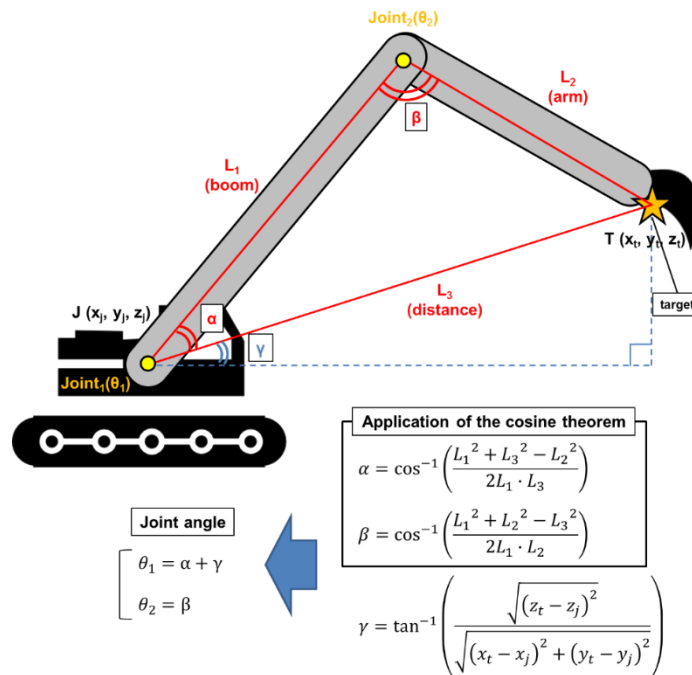 Joint₂(θ₂)
L₂
(arm)
β
L₁
(boom)
T (xₜ, yₜ, zₜ)
L₃
(distance)
target
J (xⱼ, yⱼ, zⱼ)
α
γ
Joint₁(θ₁)
Application of the cosine theorem
α = cos⁻¹((L₁² + L₃² − L₂²) / (2L₁ · L₃))
β = cos⁻¹((L₁² + L₂² − L₃²) / (2L₁ · L₂))
γ = tan⁻¹(√((zₜ − zⱼ)²) / √((xₜ − xⱼ)² + (yₜ − yⱼ)²))
Joint angle
θ₁ = α + γ
θ₂ = β